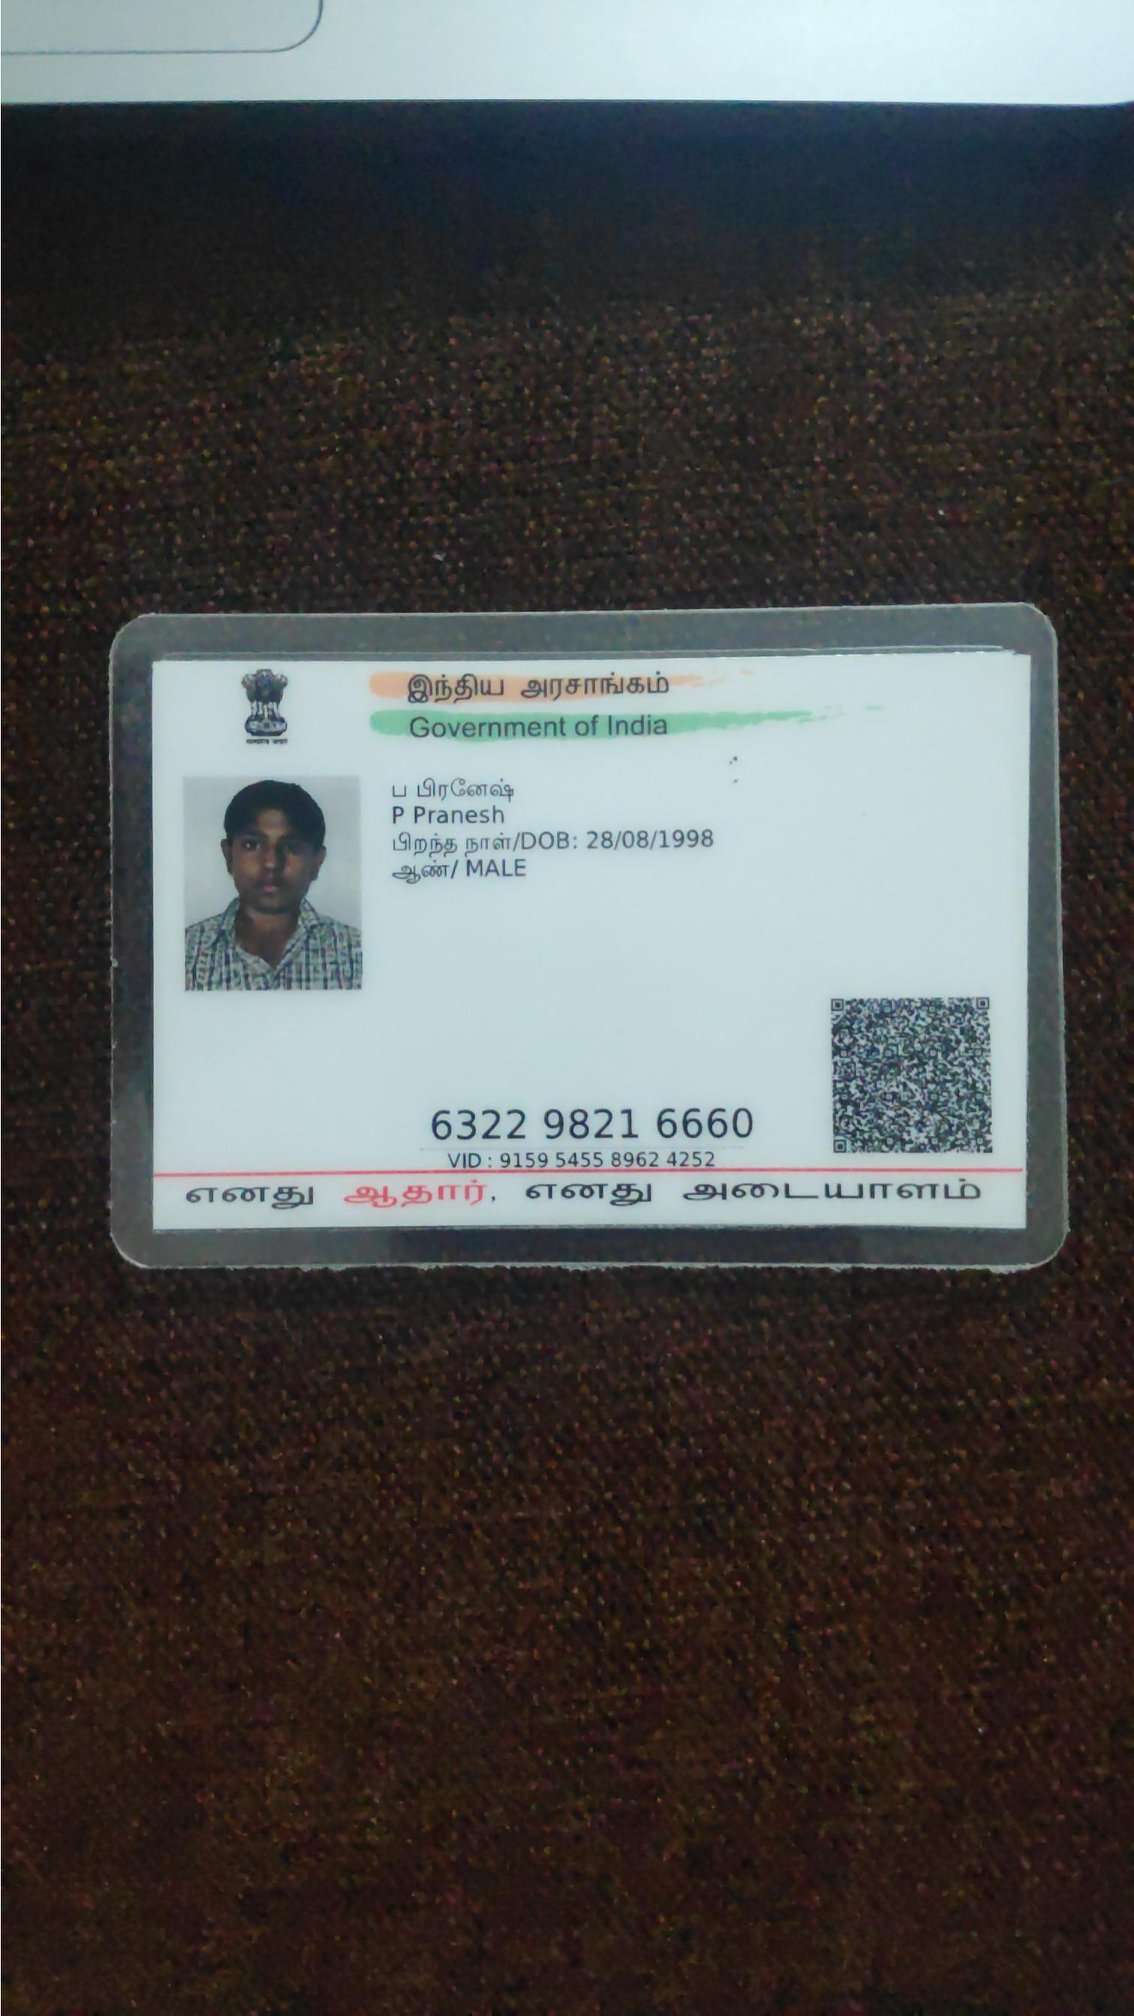 இந்திய அரசாங்கம்
Government of India
ப பிரனேஷ்
P Pranesh
பிறந்த நாள்/DOB: 28/08/1998
ஆண்/ MALE
6322 9821 6660
VID : 9159 5455 8962 4252
எனது ஆதார், எனது அடையாளம்